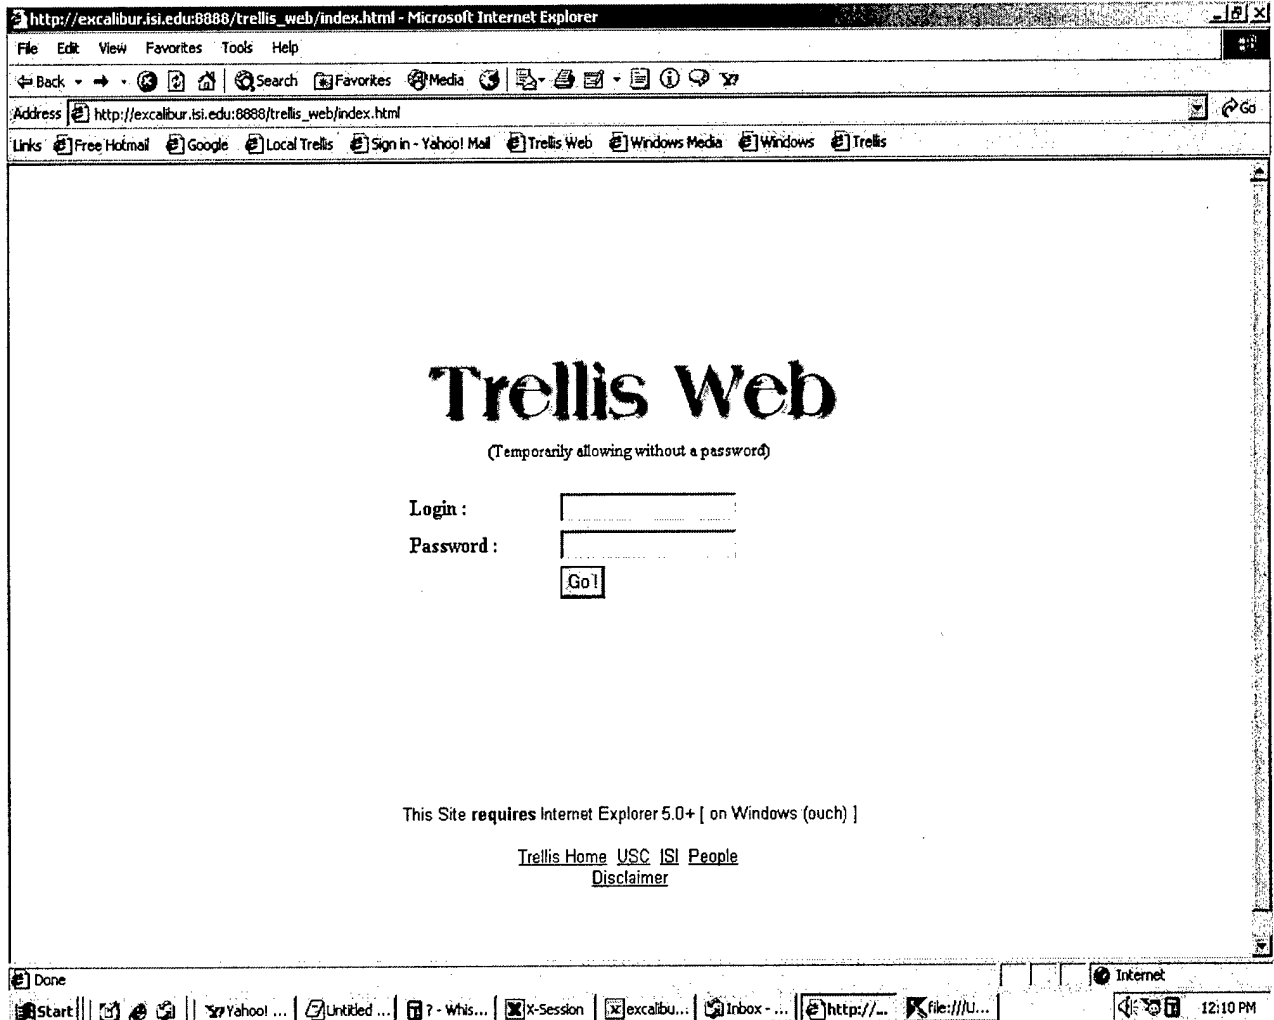 http://excalibur.isi.edu:8888/trellis_web/index.html - Microsoft Internet Explorer
File Edit View Favorites Tools Help
Back Search Favorites Media
Address http://excalibur.isi.edu:8888/trellis_web/index.html Go
Links Free Hotmail Google Local Trellis Sign in - Yahoo! Mail Trellis Web Windows Media Windows Trellis
Trellis Web
(Temporarily allowing without a password)
Login :
Password :
Go!
This Site requires Internet Explorer 5.0+ [ on Windows (ouch) ]
Trellis Home USC ISI People
Disclaimer
Done Internet
Start Yahoo! ... Untitled ... ? - Whis... X-Session excalibu... Inbox - ... http://... file:///U... 12:10 PM